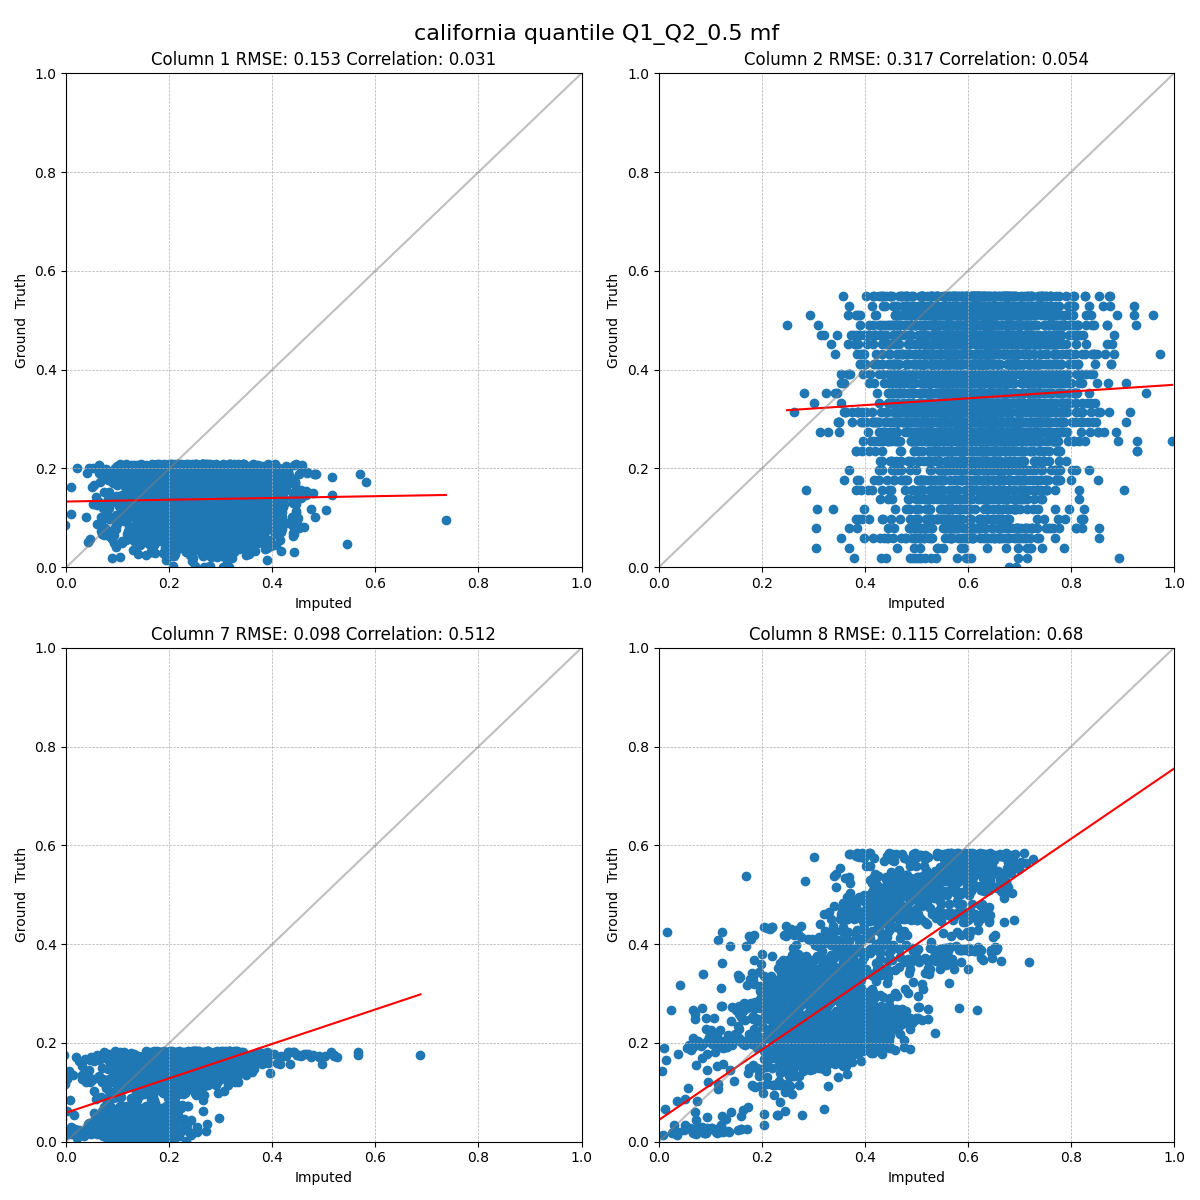 california quantile Q1_Q2_0.5 mf
Column 1 RMSE: 0.153 Correlation: 0.031
1.0
0.8
0.6
0.4
0.2
0.0
Ground Truth
0.0 0.2 0.4 0.6 0.8 1.0
Imputed
Column 2 RMSE: 0.317 Correlation: 0.054
1.0
0.8
0.6
0.4
0.2
0.0
Ground Truth
0.0 0.2 0.4 0.6 0.8 1.0
Imputed
Column 7 RMSE: 0.098 Correlation: 0.512
1.0
0.8
0.6
0.4
0.2
0.0
Ground Truth
0.0 0.2 0.4 0.6 0.8 1.0
Imputed
Column 8 RMSE: 0.115 Correlation: 0.68
1.0
0.8
0.6
0.4
0.2
0.0
Ground Truth
0.0 0.2 0.4 0.6 0.8 1.0
Imputed